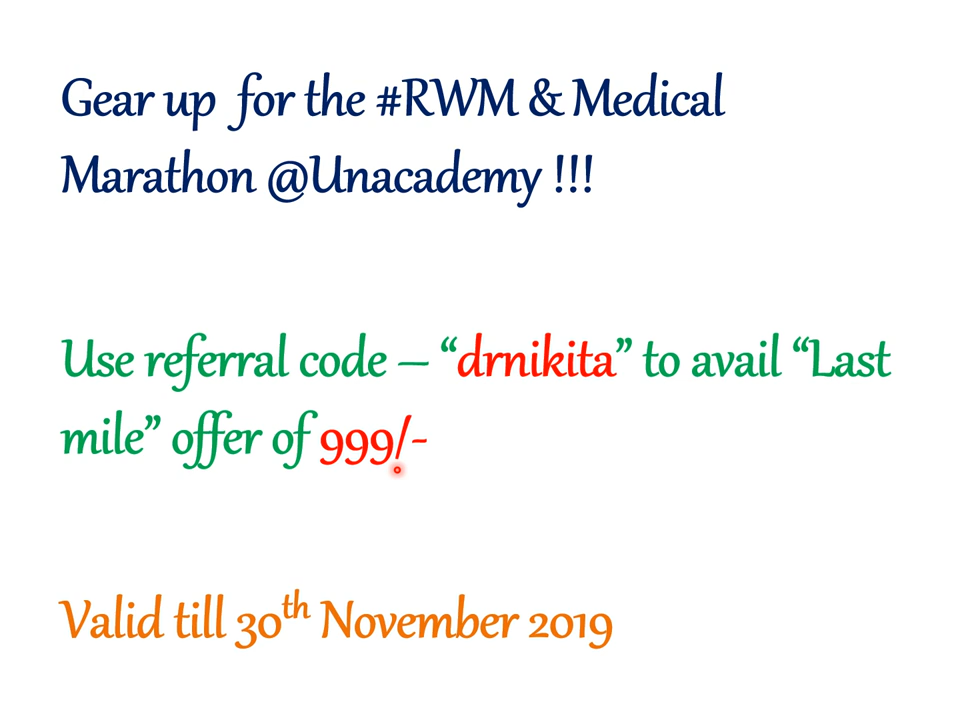 Gear up for the #RWM & Medical
Marathon @Unacademy !!!
Use referral code – “drnikita” to avail “Last
mile” offer of 999/-
Valid till 30th November 2019